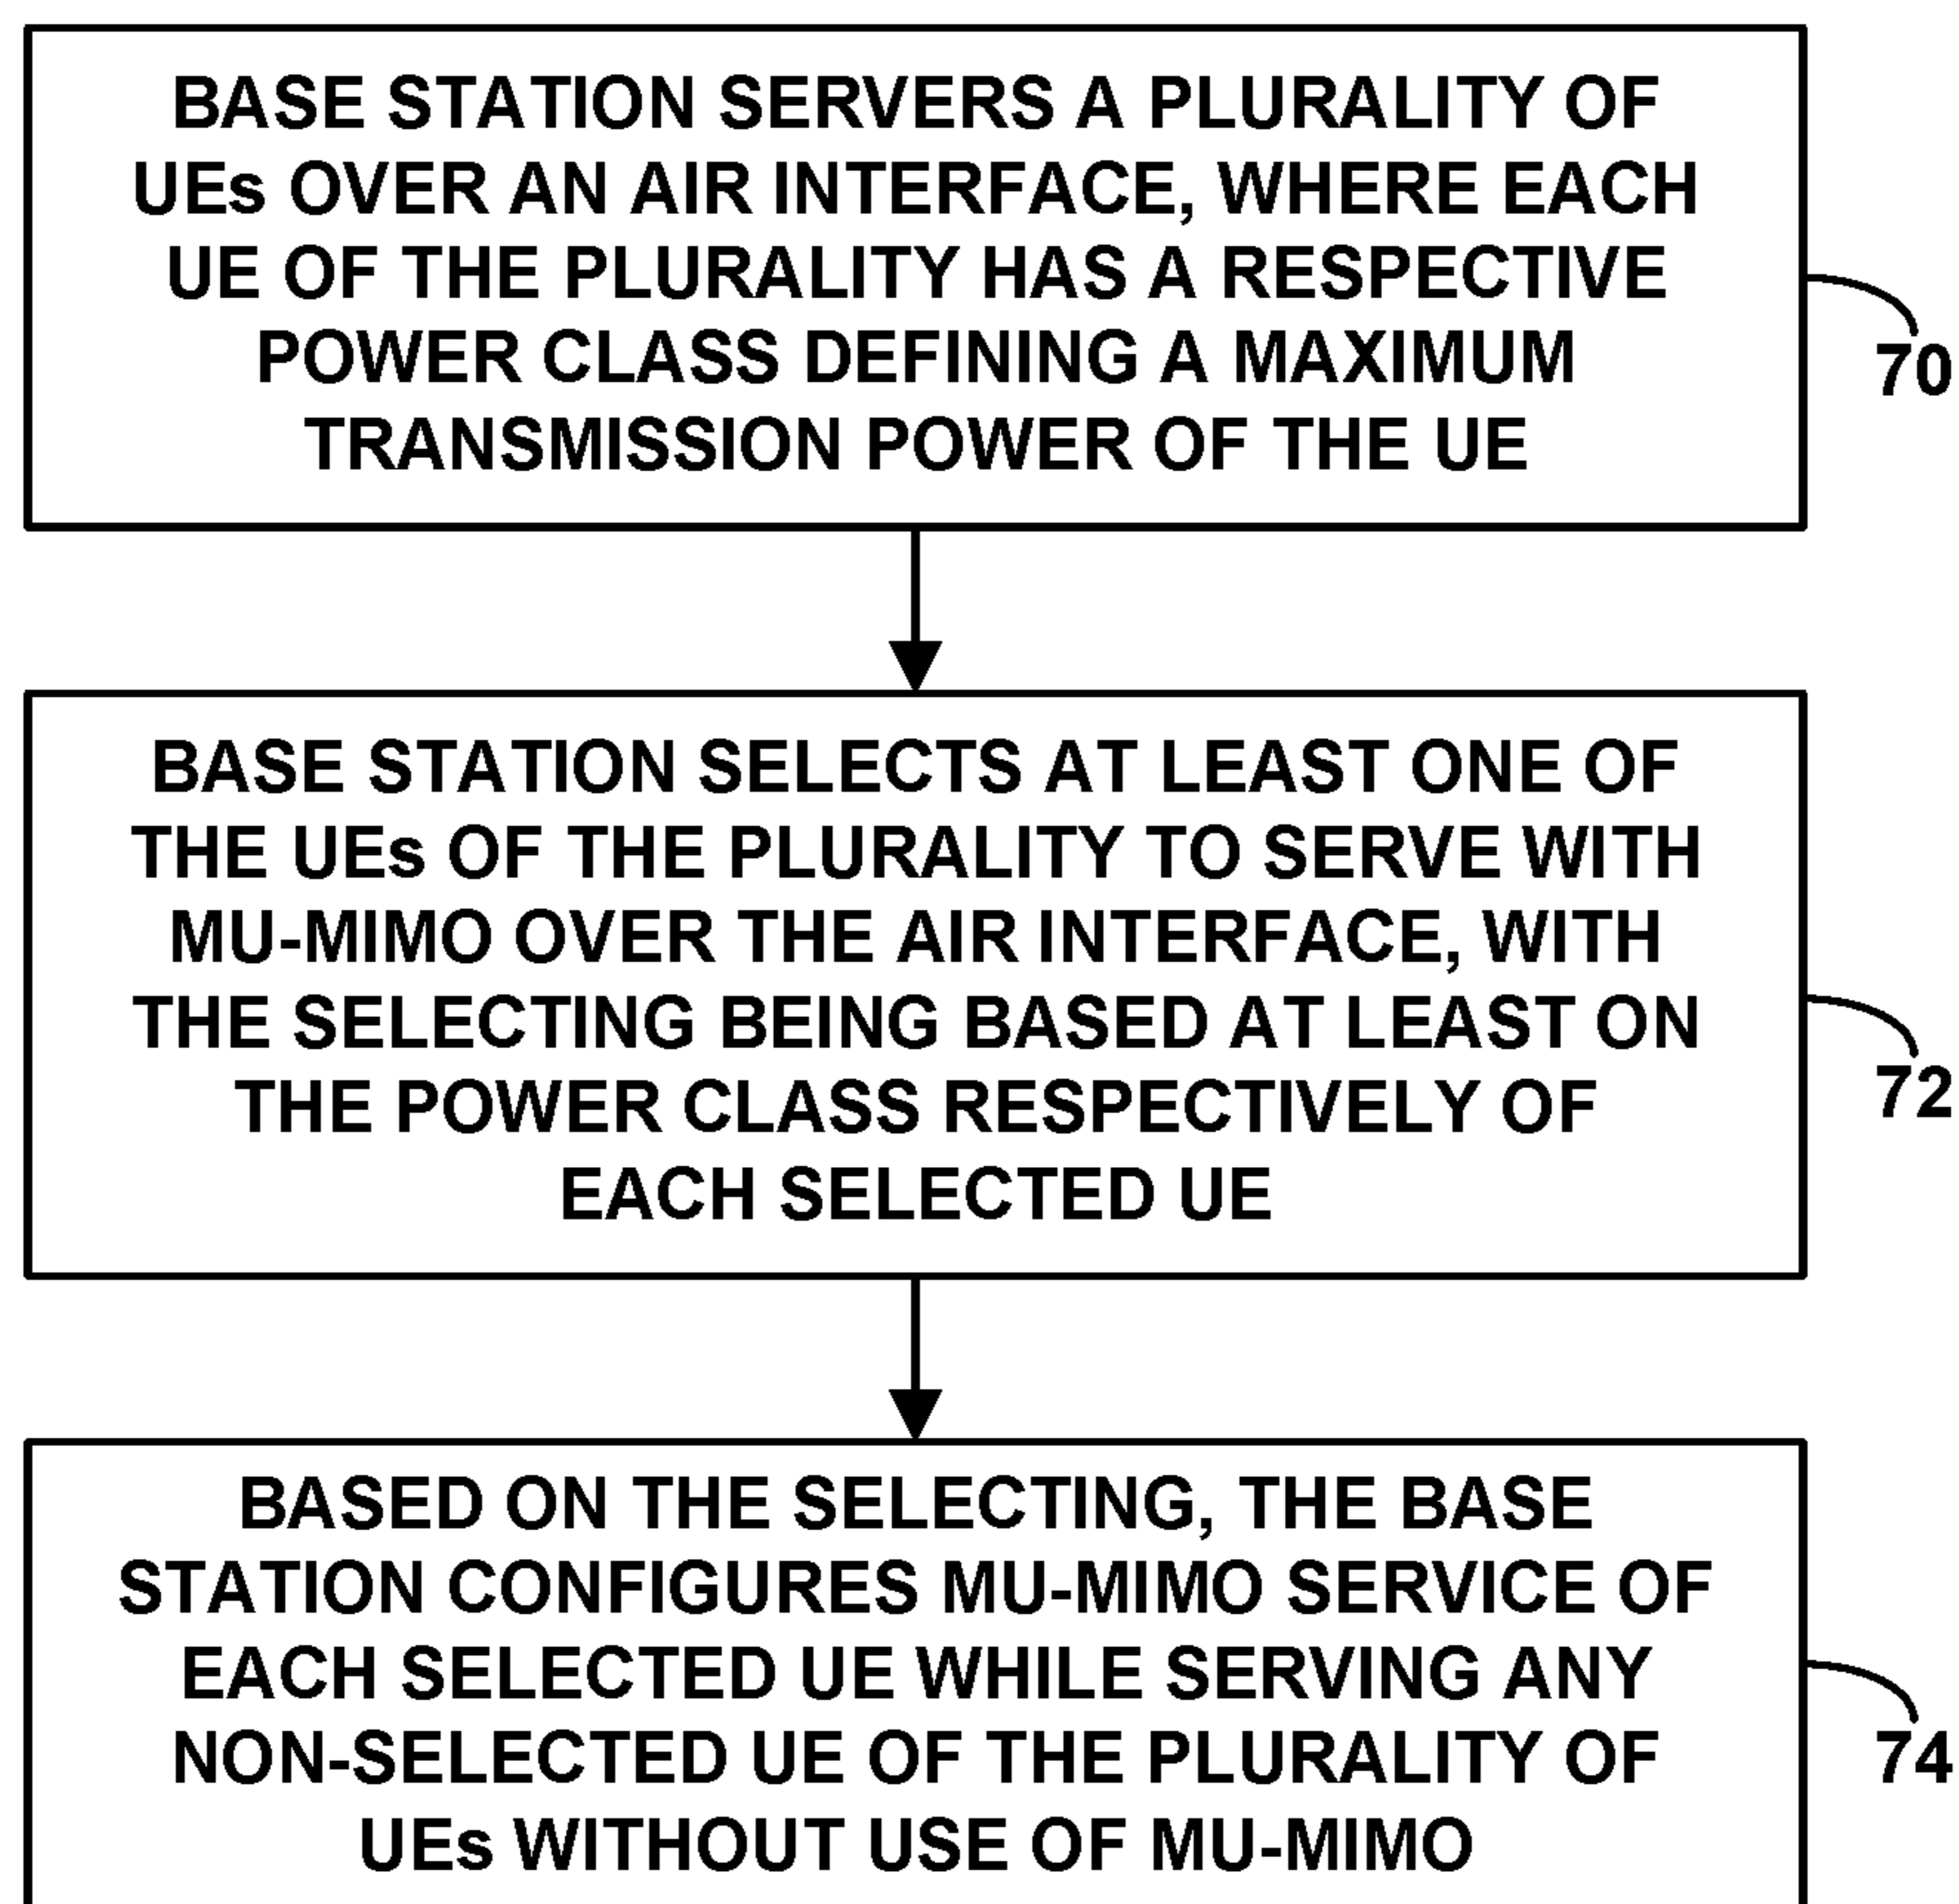 BASE STATION SERVERS A PLURALITY OF
UEs OVER AN AIR INTERFACE, WHERE EACH
UE OF THE PLURALITY HAS A RESPECTIVE
POWER CLASS DEFINING A MAXIMUM
TRANSMISSION POWER OF THE UE
70
BASE STATION SELECTS AT LEAST ONE OF
THE UEs OF THE PLURALITY TO SERVE WITH
MU-MIMO OVER THE AIR INTERFACE, WITH
THE SELECTING BEING BASED AT LEAST ON
THE POWER CLASS RESPECTIVELY OF
EACH SELECTED UE
72
BASED ON THE SELECTING, THE BASE
STATION CONFIGURES MU-MIMO SERVICE OF
EACH SELECTED UE WHILE SERVING ANY
NON-SELECTED UE OF THE PLURALITY OF
UEs WITHOUT USE OF MU-MIMO
74